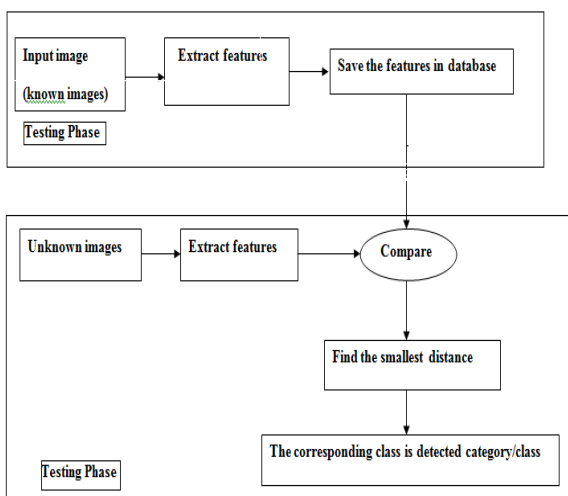 Input image
(known images)
Extract features
Save the features in database
Testing Phase
Unknown images
Extract features
Compare
Find the smallest distance
The corresponding class is detected category/class
Testing Phase